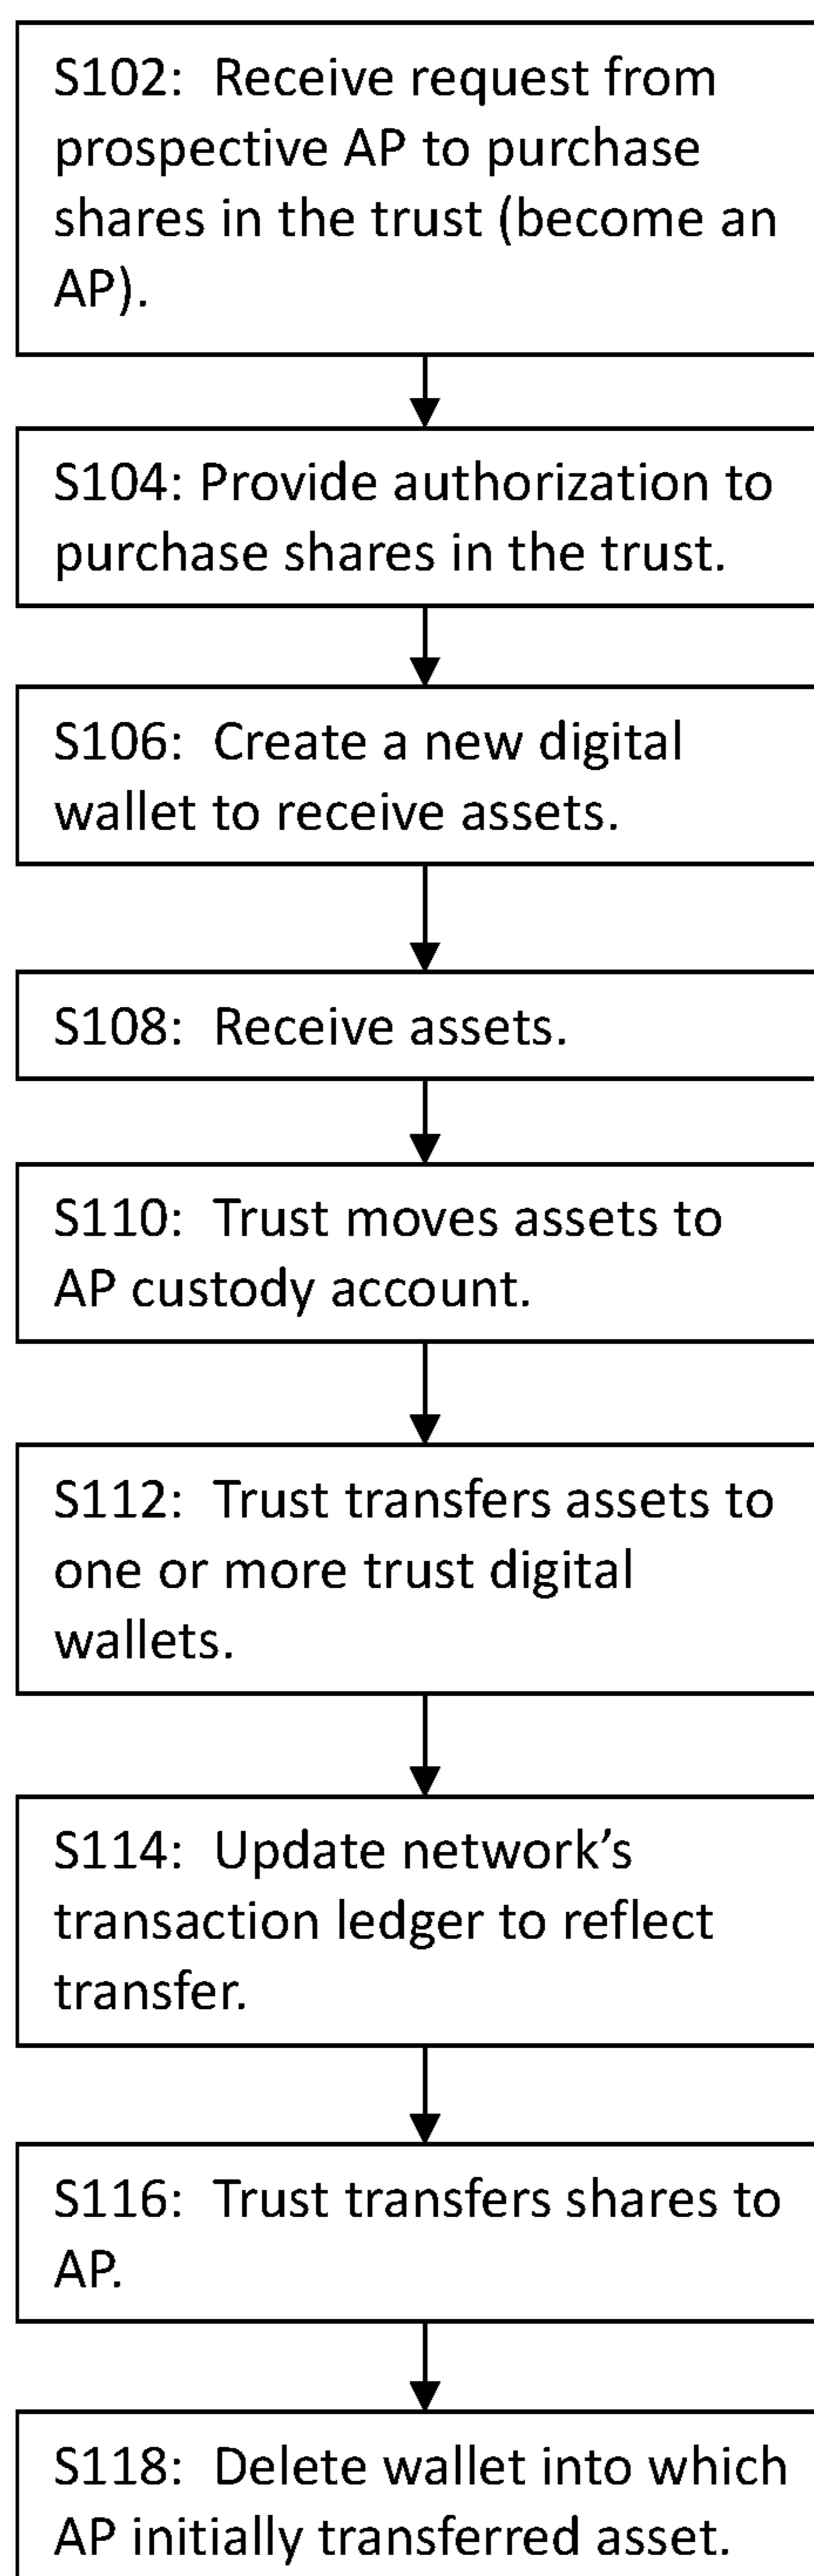 S102:  Receive request from
prospective AP to purchase
shares in the trust (become an
AP).
S104: Provide authorization to
purchase shares in the trust.
S106:  Create a new digital
wallet to receive assets.
S108:  Receive assets.
S110:  Trust moves assets to
AP custody account.
S112:  Trust transfers assets to
one or more trust digital
wallets.
S114:  Update network’s
transaction ledger to reflect
transfer.
S116:  Trust transfers shares to
AP.
S118:  Delete wallet into which
AP initially transferred asset.